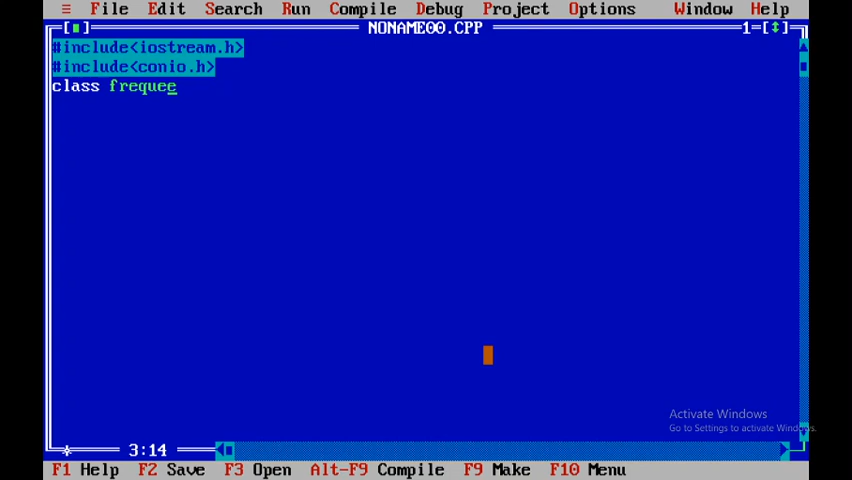 ≡ File Edit Search Run Compile Debug Project Options Window Help
[■] NONAME00.CPP 1=[↕]
#include<iostream.h>
#include<conio.h>
class frequee
Activate Windows
Go to Settings to activate Windows.
3:14
F1 Help F2 Save F3 Open Alt-F9 Compile F9 Make F10 Menu